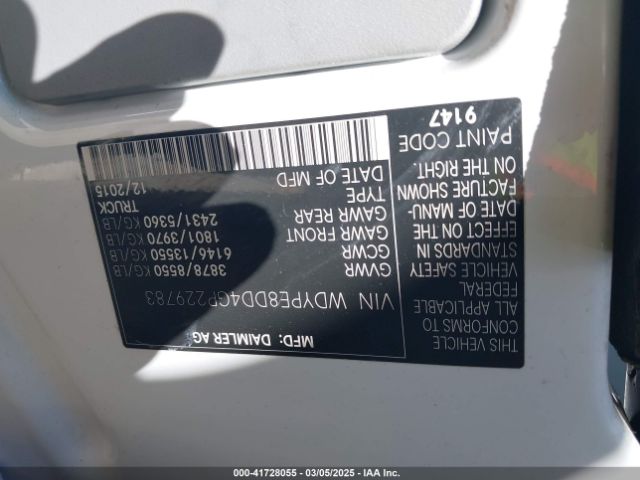 MFD: DAIMLER AG
VIN WDYPE8DD4GP229783
GVWR 3878/8550 KG/LB
GCWR 6146/13550 KG/LB
GAWR FRONT 1801/3970 KG/LB
GAWR REAR 2431/5360 KG/LB
TYPE TRUCK
DATE OF MFD 12/2015
THIS VEHICLE
CONFORMS TO
ALL APPLICABLE
FEDERAL
VEHICLE SAFETY
STANDARDS IN
EFFECT ON THE
DATE OF MANU-
FACTURE SHOWN
ON THE RIGHT.
PAINT CODE
9147
0 - 41728055 - 03/05/2025 - IAA Inc.